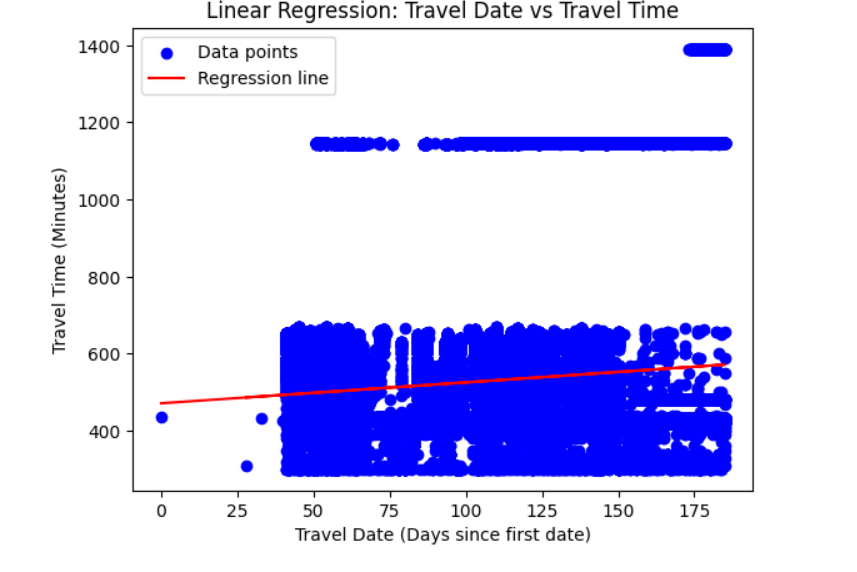 Linear Regression: Travel Date vs Travel Time
Data points
Regression line
Travel Time (Minutes)
1400
1200
1000
800
600
400
0 25 50 75 100 125 150 175
Travel Date (Days since first date)